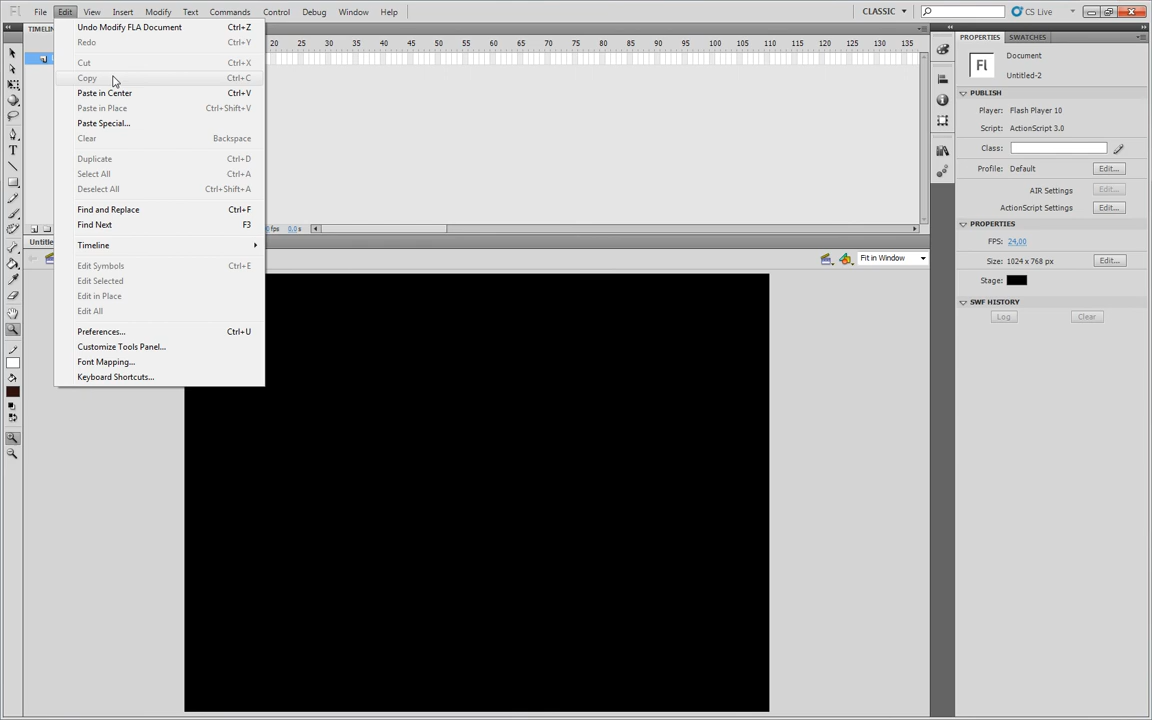 Fl File Edit View Insert Modify Text Commands Control Debug Window Help CLASSIC CS Live
TIMELINE
20 25 30 35 40 45 50 55 60 65 70 75 80 85 90 95 100 105 110 115 120 125 130 135
fps 0.0s
Fit in Window
Undo Modify FLA Document Ctrl+Z
Redo Ctrl+Y
Cut Ctrl+X
Copy Ctrl+C
Paste in Center Ctrl+V
Paste in Place Ctrl+Shift+V
Paste Special...
Clear Backspace
Duplicate Ctrl+D
Select All Ctrl+A
Deselect All Ctrl+Shift+A
Find and Replace Ctrl+F
Find Next F3
Timeline
Edit Symbols Ctrl+E
Edit Selected
Edit in Place
Edit All
Preferences... Ctrl+U
Customize Tools Panel...
Font Mapping...
Keyboard Shortcuts...
PROPERTIES SWATCHES
Fl
Document
Untitled-2
PUBLISH
Player: Flash Player 10
Script: ActionScript 3.0
Class:
Profile: Default Edit...
AIR Settings Edit...
ActionScript Settings Edit...
PROPERTIES
FPS: 24,00
Size: 1024 x 768 px Edit...
Stage:
SWF HISTORY
Log Clear